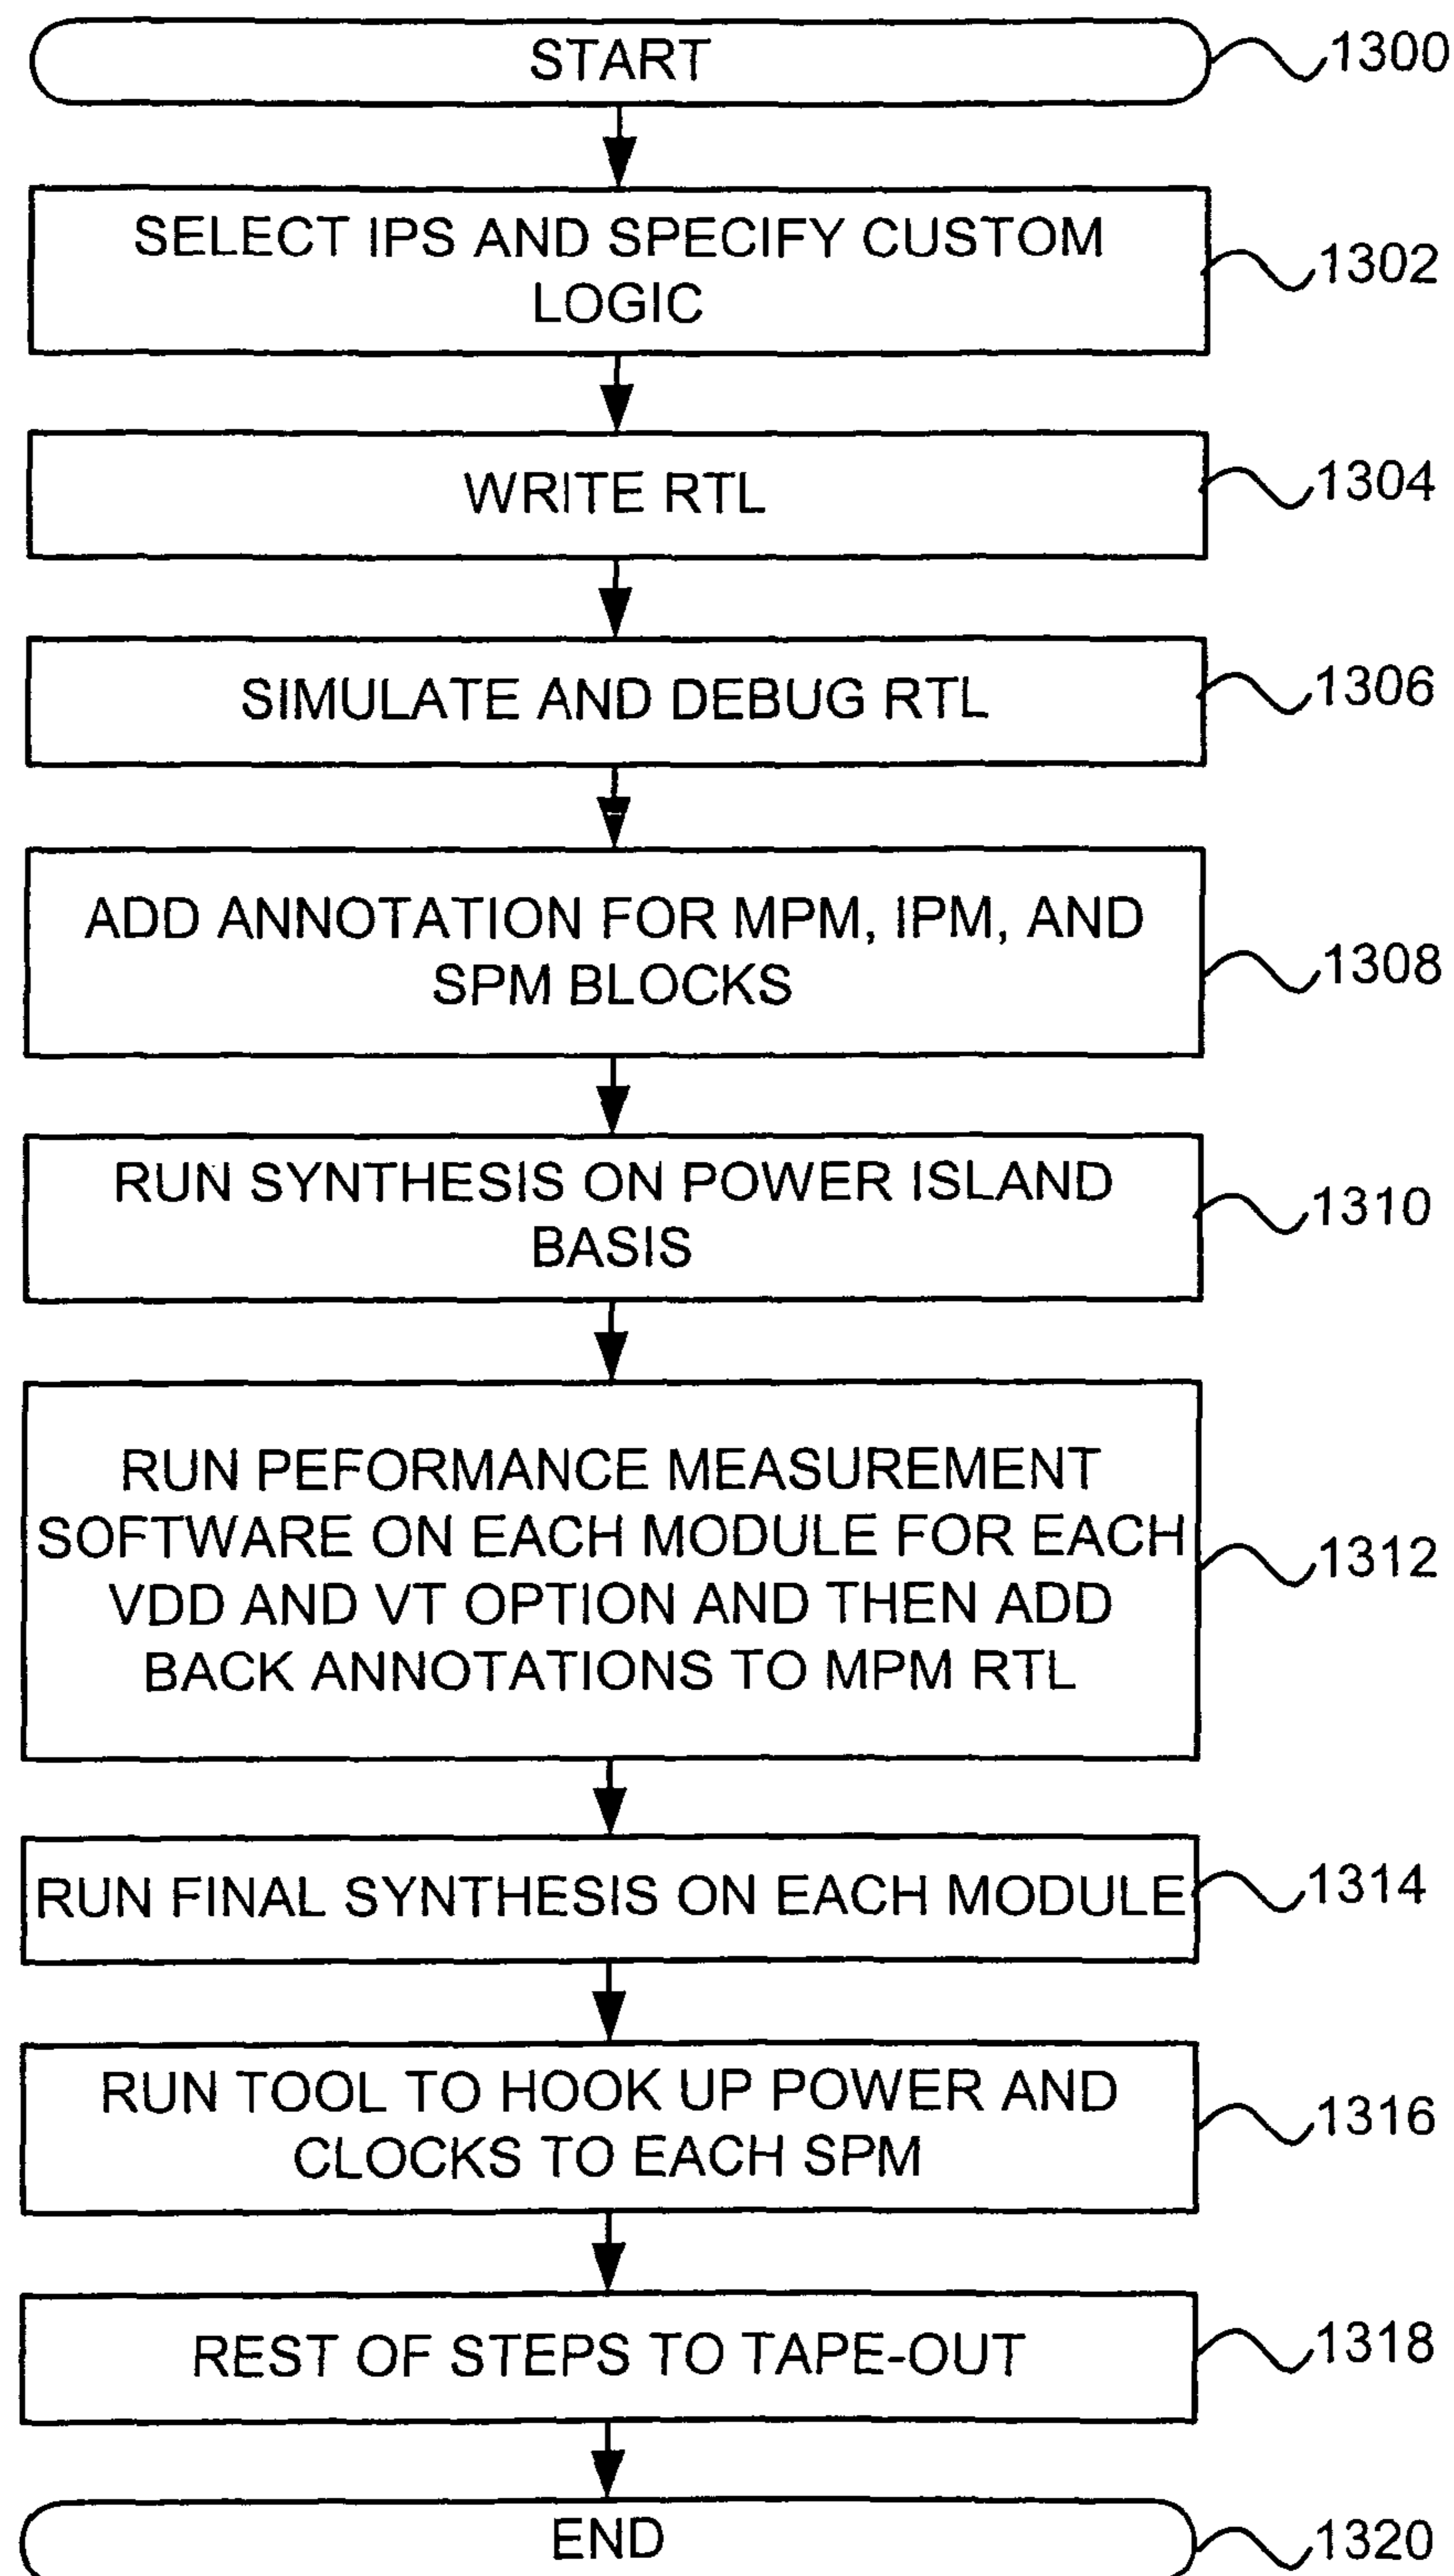 START
1300
SELECT IPS AND SPECIFY CUSTOM
LOGIC
1302
WRITE RTL
1304
SIMULATE AND DEBUG RTL
1306
ADD ANNOTATION FOR MPM, IPM, AND
SPM BLOCKS
1308
RUN SYNTHESIS ON POWER ISLAND
BASIS
1310
RUN PEFORMANCE MEASUREMENT
SOFTWARE ON EACH MODULE FOR EACH
VDD AND VT OPTION AND THEN ADD
BACK ANNOTATIONS TO MPM RTL
1312
RUN FINAL SYNTHESIS ON EACH MODULE
1314
RUN TOOL TO HOOK UP POWER AND
CLOCKS TO EACH SPM
1316
REST OF STEPS TO TAPE-OUT
1318
END
1320